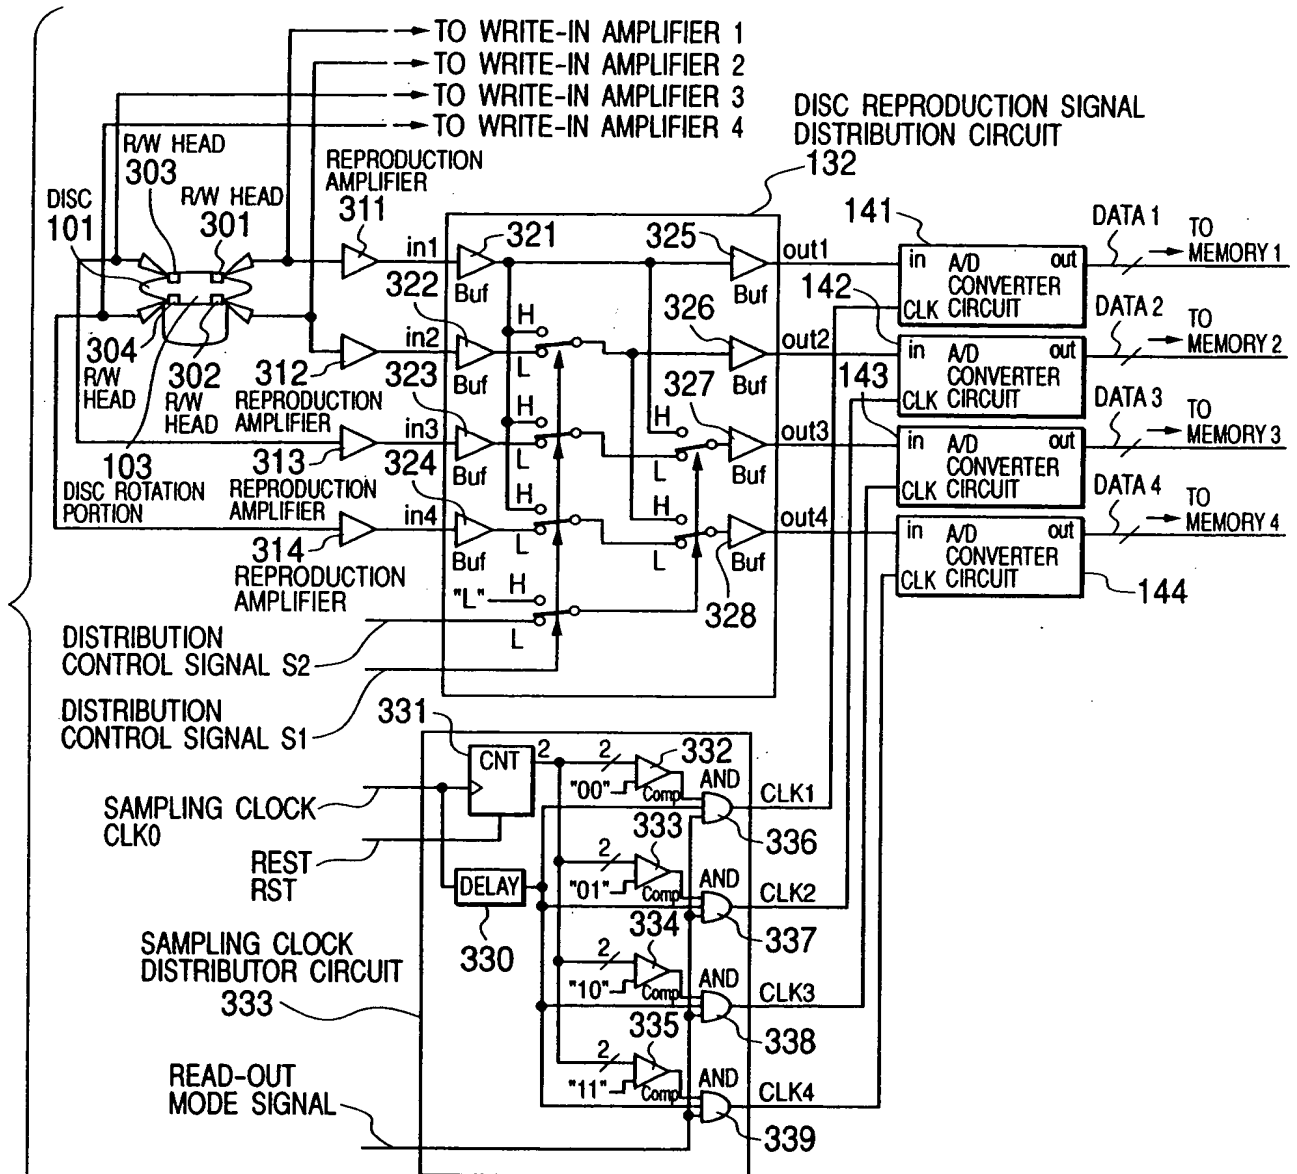 TO WRITE-IN AMPLIFIER 1
TO WRITE-IN AMPLIFIER 2
TO WRITE-IN AMPLIFIER 3
TO WRITE-IN AMPLIFIER 4
DISC REPRODUCTION SIGNAL
DISTRIBUTION CIRCUIT
132
R/W HEAD
303
DISC
101
R/W HEAD
301
REPRODUCTION
AMPLIFIER
311
in1
321
Buf
325
Buf
out1
141
in
A/D
CONVERTER
CIRCUIT
out
CLK
DATA 1
TO
MEMORY 1
304
R/W
HEAD
302
R/W
HEAD
312
REPRODUCTION
AMPLIFIER
in2
322
Buf
H
L
326
Buf
out2
142
in
A/D
CONVERTER
CIRCUIT
out
CLK
DATA 2
TO
MEMORY 2
103
DISC ROTATION
PORTION
313
REPRODUCTION
AMPLIFIER
in3
323
Buf
H
L
H
L
327
Buf
out3
143
in
A/D
CONVERTER
CIRCUIT
out
CLK
DATA 3
TO
MEMORY 3
314
REPRODUCTION
AMPLIFIER
in4
324
Buf
H
L
H
L
Buf
328
out4
in
A/D
CONVERTER
CIRCUIT
out
CLK
144
DATA 4
TO
MEMORY 4
"L"
H
L
DISTRIBUTION
CONTROL SIGNAL S2
DISTRIBUTION
CONTROL SIGNAL S1
331
CNT
2
SAMPLING CLOCK
CLK0
REST
RST
DELAY
330
2
332
"00"
Comp
AND
CLK1
336
2
333
"01"
Comp
AND
CLK2
337
2
334
"10"
Comp
AND
CLK3
338
2
335
"11"
Comp
AND
CLK4
339
SAMPLING CLOCK
DISTRIBUTOR CIRCUIT
333
READ-OUT
MODE SIGNAL